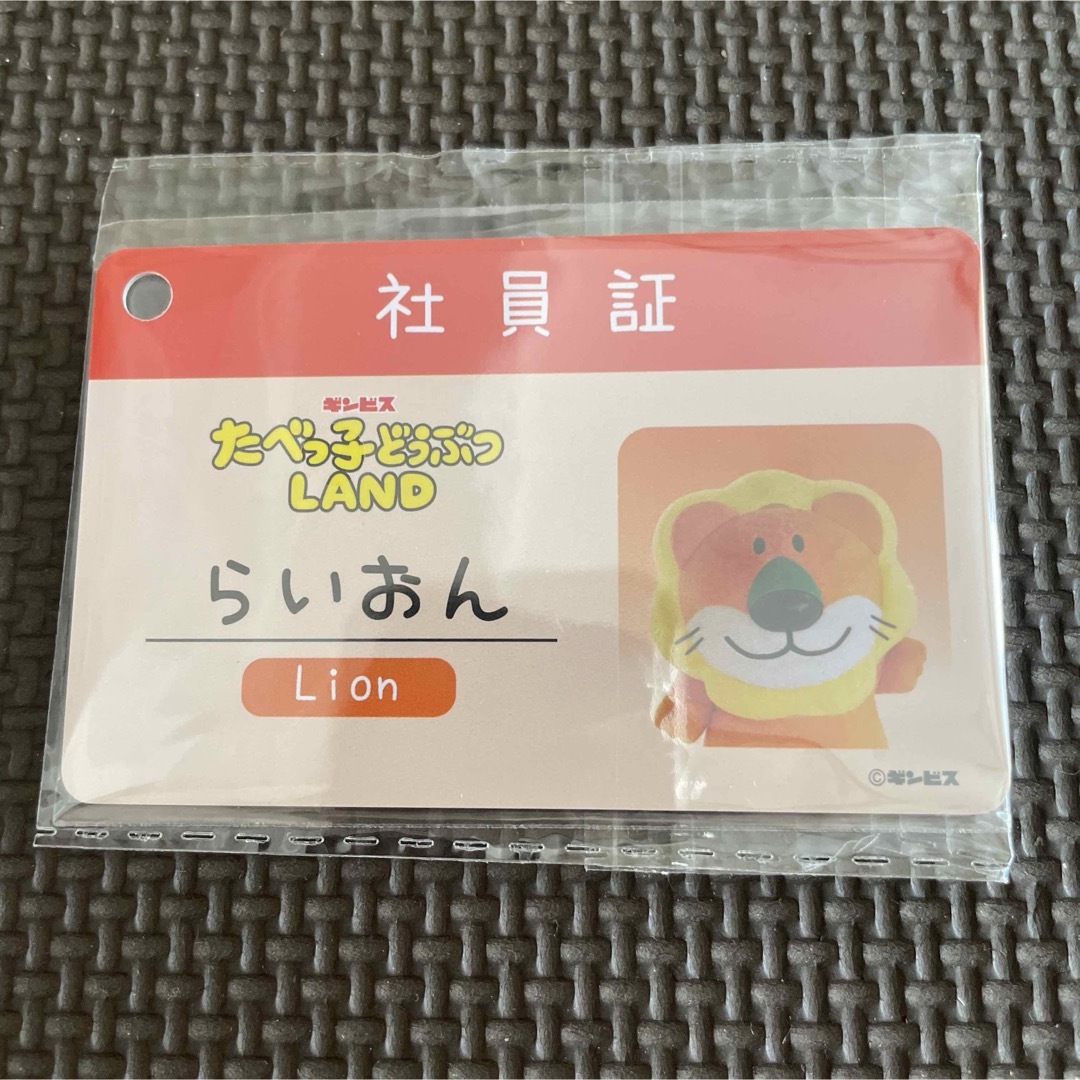 社員証
ギンビス
たべっ子どうぶつ
LAND
らいおん
Lion
©ギンビス